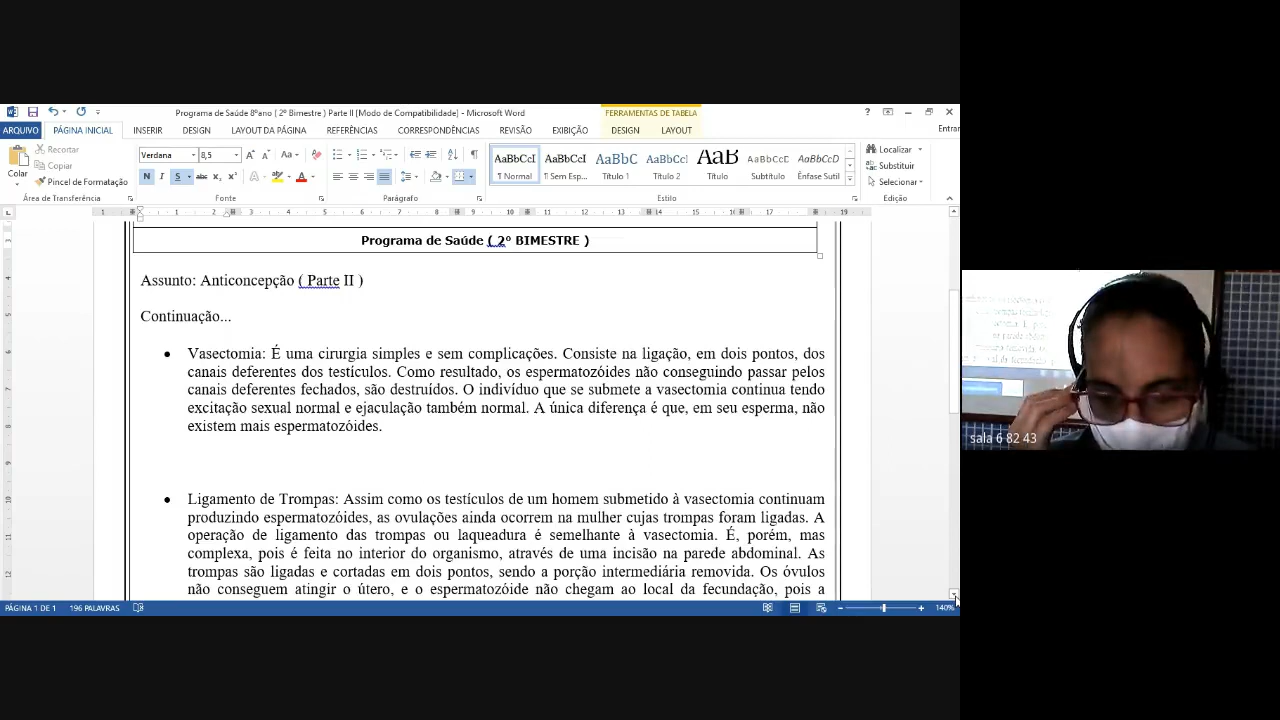 Programa de Saúde 8ºano ( 2º Bimestre ) Parte II [Modo de Compatibilidade] - Microsoft Word
FERRAMENTAS DE TABELA
ARQUIVO PÁGINA INICIAL INSERIR DESIGN LAYOUT DA PÁGINA REFERÊNCIAS CORRESPONDÊNCIAS REVISÃO EXIBIÇÃO DESIGN LAYOUT Entrar
Colar
Recortar
Copiar
Pincel de Formatação
Área de Transferência
Verdana 8,5
N I S abc x₂ x²
Fonte
Parágrafo
AaBbCcI AaBbCcI AaBbC AaBbCcI AaB AaBbCcD AaBbCcD
¶ Normal ¶ Sem Esp... Título 1 Título 2 Título Subtítulo Ênfase Sutil
Estilo
Localizar
Substituir
Selecionar
Edição
Programa de Saúde ( 2º BIMESTRE )
Assunto: Anticoncepção ( Parte II )
Continuação...
• Vasectomia: É uma cirurgia simples e sem complicações. Consiste na ligação, em dois pontos, dos
canais deferentes dos testículos. Como resultado, os espermatozóides não conseguindo passar pelos
canais deferentes fechados, são destruídos. O indivíduo que se submete a vasectomia continua tendo
excitação sexual normal e ejaculação também normal. A única diferença é que, em seu esperma, não
existem mais espermatozóides.
• Ligamento de Trompas: Assim como os testículos de um homem submetido à vasectomia continuam
produzindo espermatozóides, as ovulações ainda ocorrem na mulher cujas trompas foram ligadas. A
operação de ligamento das trompas ou laqueadura é semelhante à vasectomia. É, porém, mas
complexa, pois é feita no interior do organismo, através de uma incisão na parede abdominal. As
trompas são ligadas e cortadas em dois pontos, sendo a porção intermediária removida. Os óvulos
não conseguem atingir o útero, e o espermatozóide não chegam ao local da fecundação, pois a
PÁGINA 1 DE 1 196 PALAVRAS 140%
sala 6 82 43